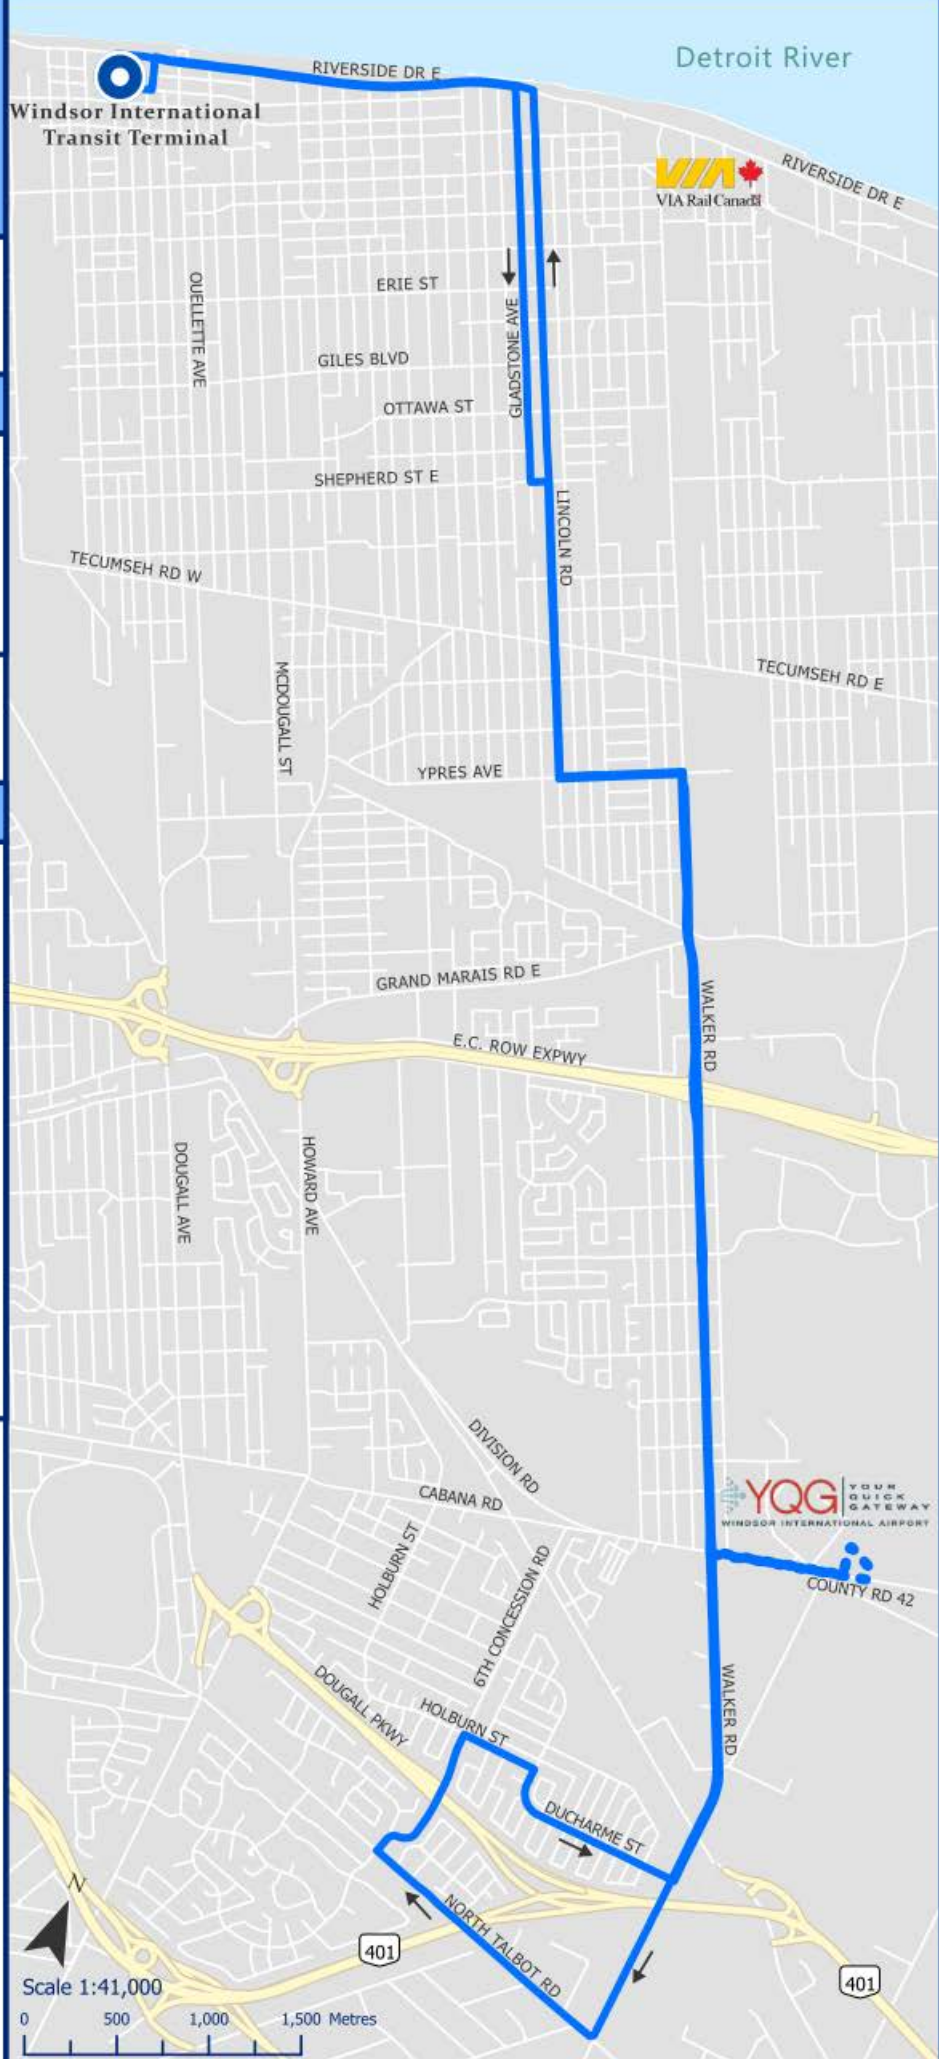 Detroit River
RIVERSIDE DR E
Windsor International
Transit Terminal
VIA
VIA Rail Canada
RIVERSIDE DR E
OUELLETTE AVE
ERIE ST
GLADSTONE AVE
GILES BLVD
OTTAWA ST
SHEPHERD ST E
LINCOLN RD
TECUMSEH RD W
MCDOUGALL ST
TECUMSEH RD E
YPRES AVE
GRAND MARAIS RD E
WALKER RD
E.C. ROW EXPWY
DOUGALL AVE
HOWARD AVE
DIVISION RD
CABANA RD
YQG
YOUR
QUICK
GATEWAY
WINDSOR INTERNATIONAL AIRPORT
HOLBURN ST
6TH CONCESSION RD
COUNTY RD 42
DOUGALL PKWY
HOLBURN ST
WALKER RD
DUCHARME ST
N
NORTH TALBOT RD
401
401
Scale 1:41,000
0 500 1,000 1,500 Metres